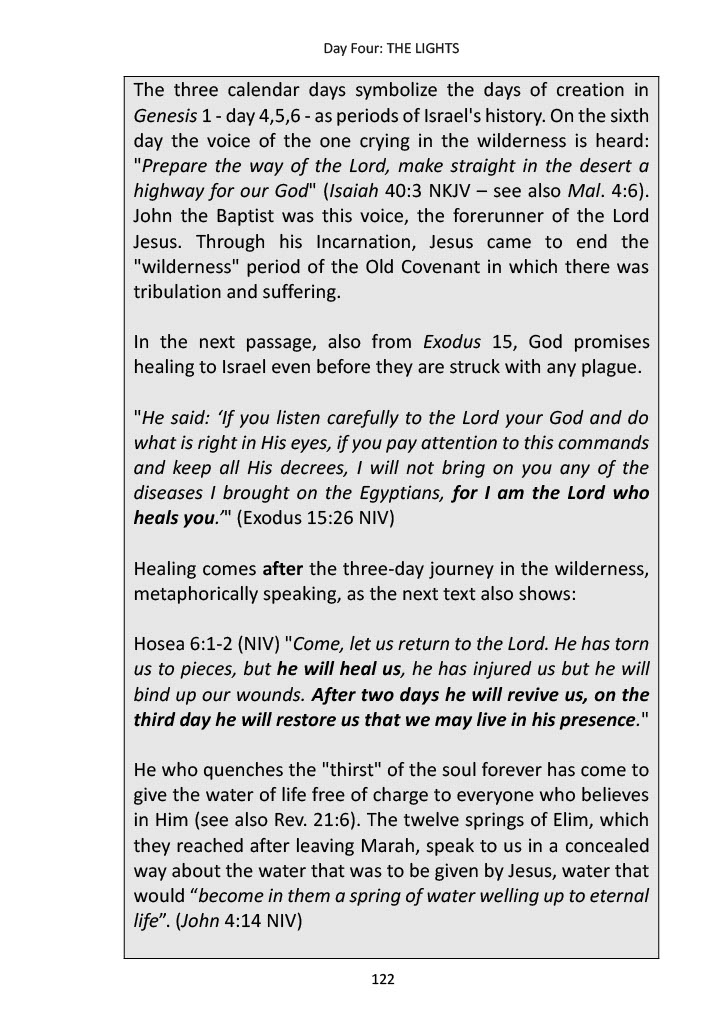 Day Four: THE LIGHTS
The three calendar days symbolize the days of creation in
Genesis 1 - day 4,5,6 - as periods of Israel's history. On the sixth
day the voice of the one crying in the wilderness is heard:
"Prepare the way of the Lord, make straight in the desert a
highway for our God" (Isaiah 40:3 NKJV – see also Mal. 4:6).
John the Baptist was this voice, the forerunner of the Lord
Jesus. Through his Incarnation, Jesus came to end the
"wilderness" period of the Old Covenant in which there was
tribulation and suffering.
In the next passage, also from Exodus 15, God promises
healing to Israel even before they are struck with any plague.
"He said: ‘If you listen carefully to the Lord your God and do
what is right in His eyes, if you pay attention to this commands
and keep all His decrees, I will not bring on you any of the
diseases I brought on the Egyptians, for I am the Lord who
heals you.’" (Exodus 15:26 NIV)
Healing comes after the three-day journey in the wilderness,
metaphorically speaking, as the next text also shows:
Hosea 6:1-2 (NIV) "Come, let us return to the Lord. He has torn
us to pieces, but he will heal us, he has injured us but he will
bind up our wounds. After two days he will revive us, on the
third day he will restore us that we may live in his presence."
He who quenches the "thirst" of the soul forever has come to
give the water of life free of charge to everyone who believes
in Him (see also Rev. 21:6). The twelve springs of Elim, which
they reached after leaving Marah, speak to us in a concealed
way about the water that was to be given by Jesus, water that
would “become in them a spring of water welling up to eternal
life”. (John 4:14 NIV)
122